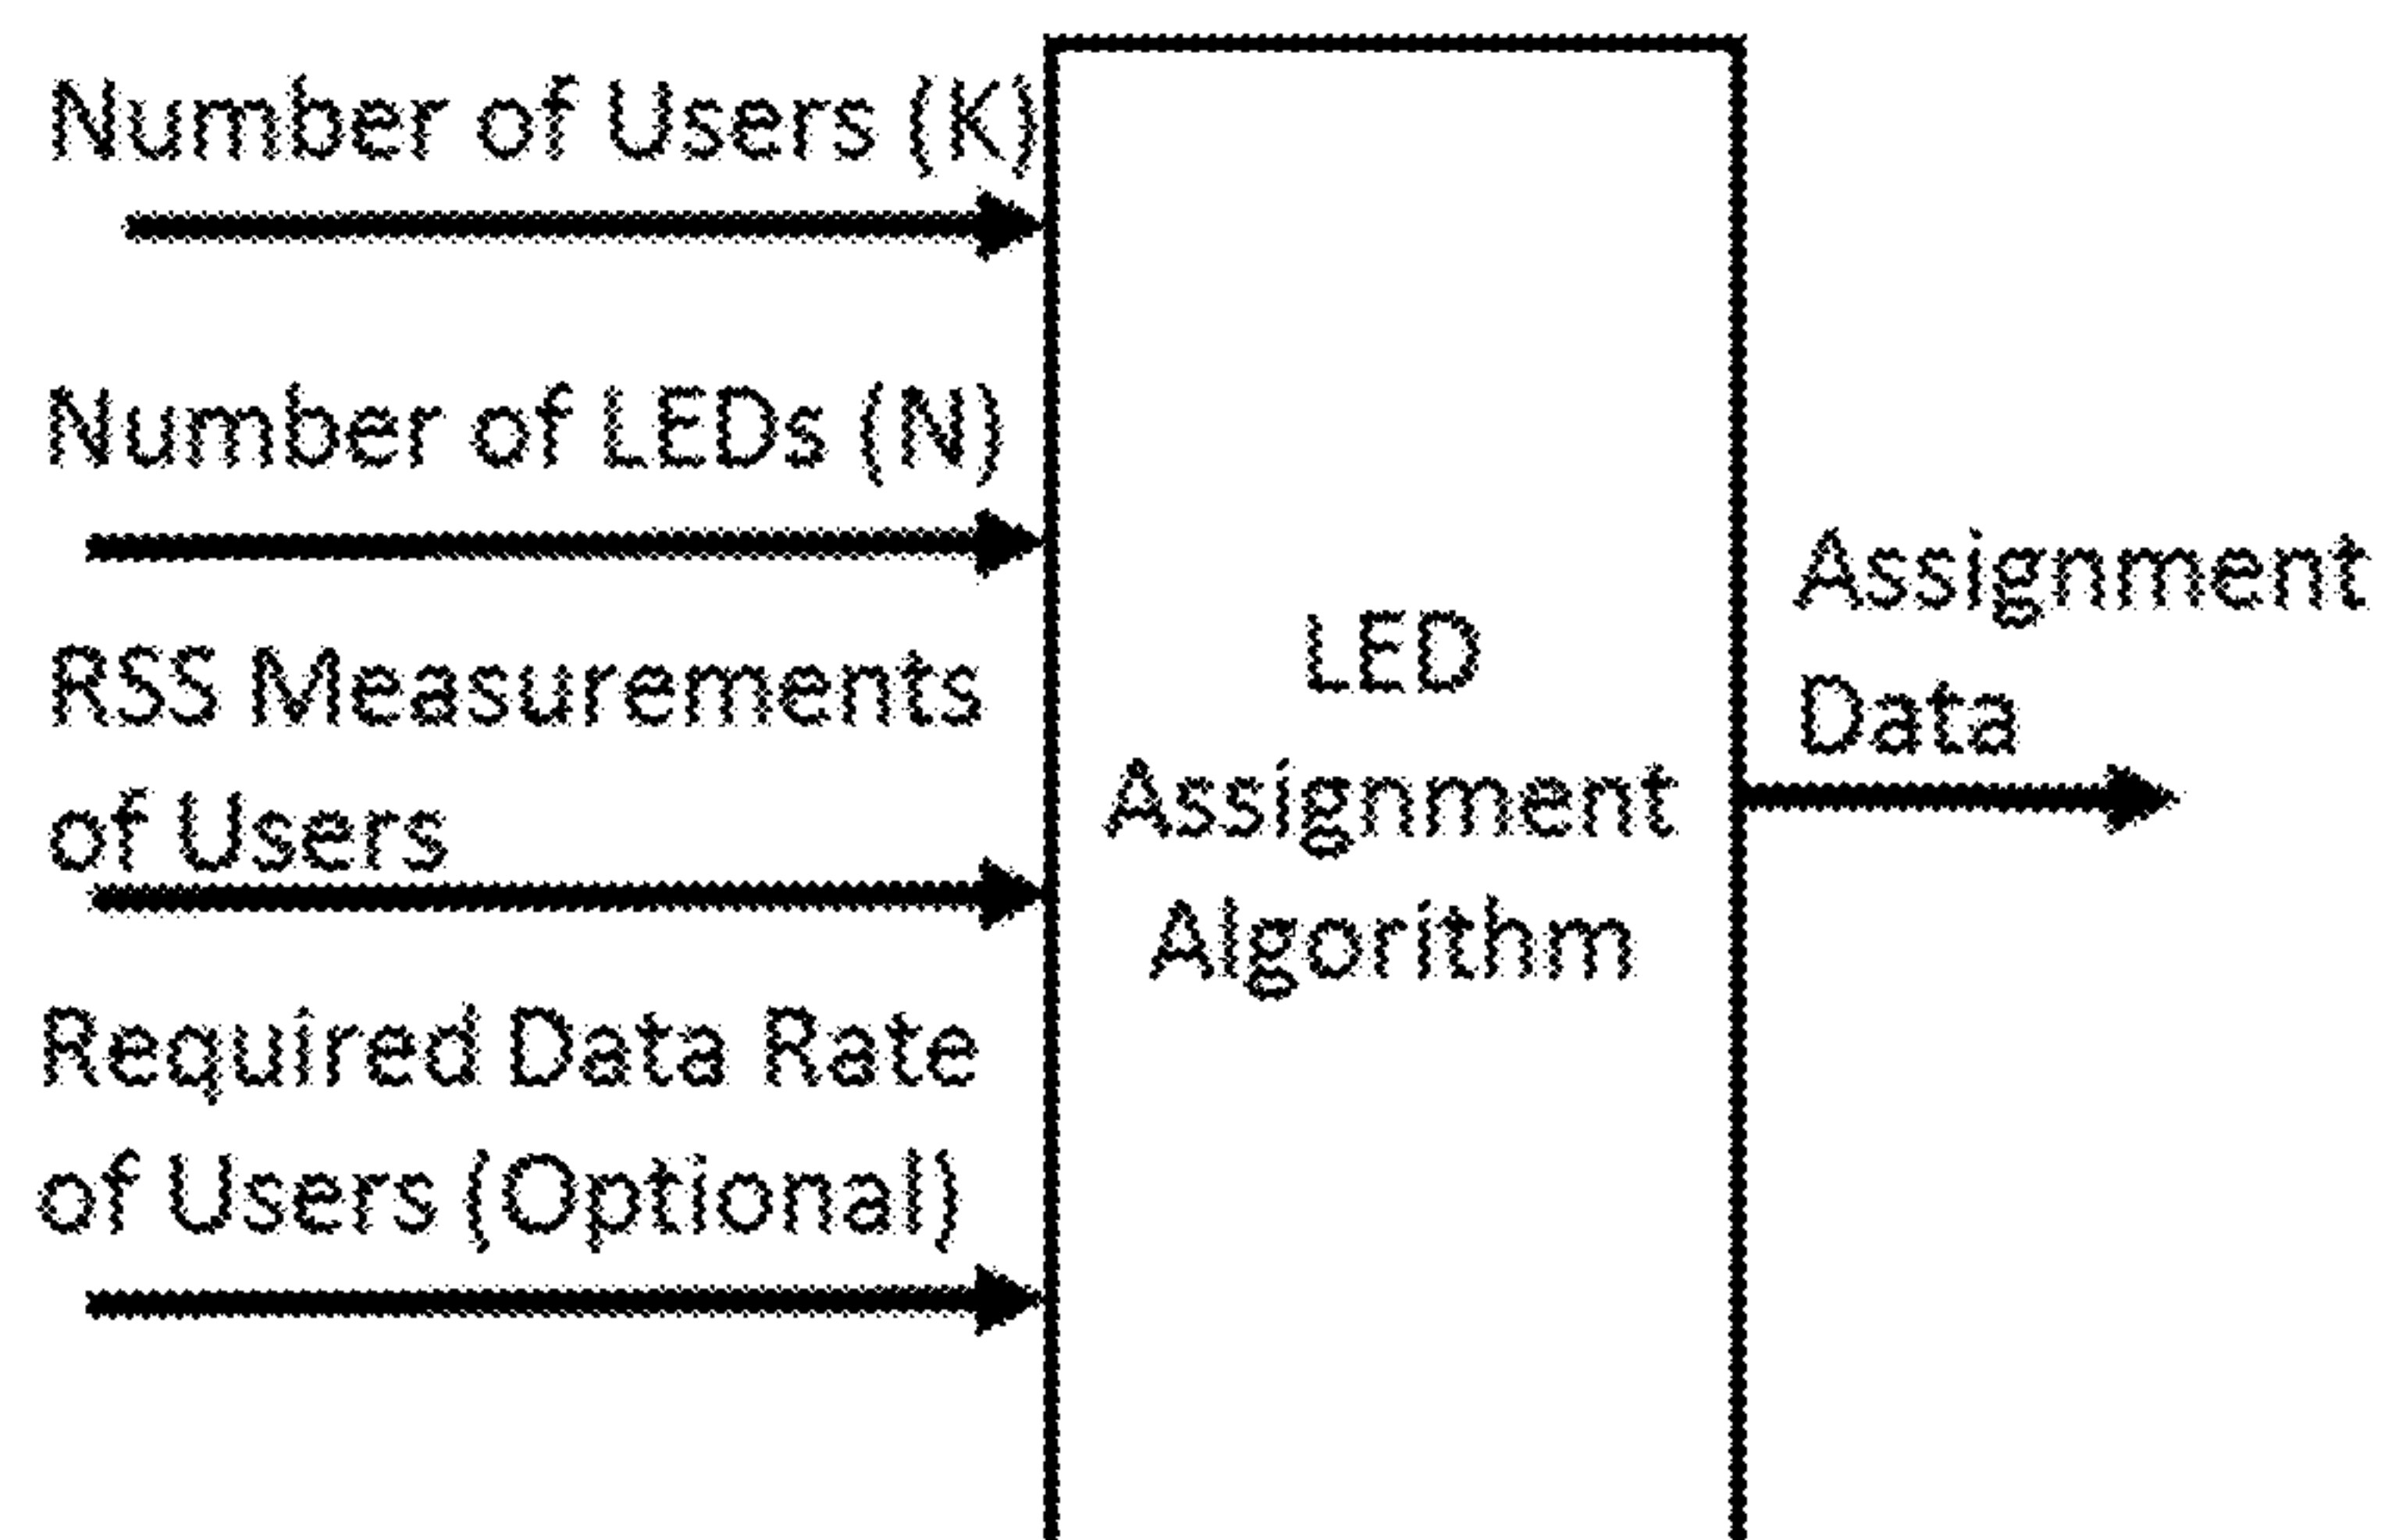 Number of Users (K)
Number of LEDs (N)
RSS Measurements
of Users
Required Data Rate
of Users (Optional)
LED
Assignment
Algorithm
Assignment
Data